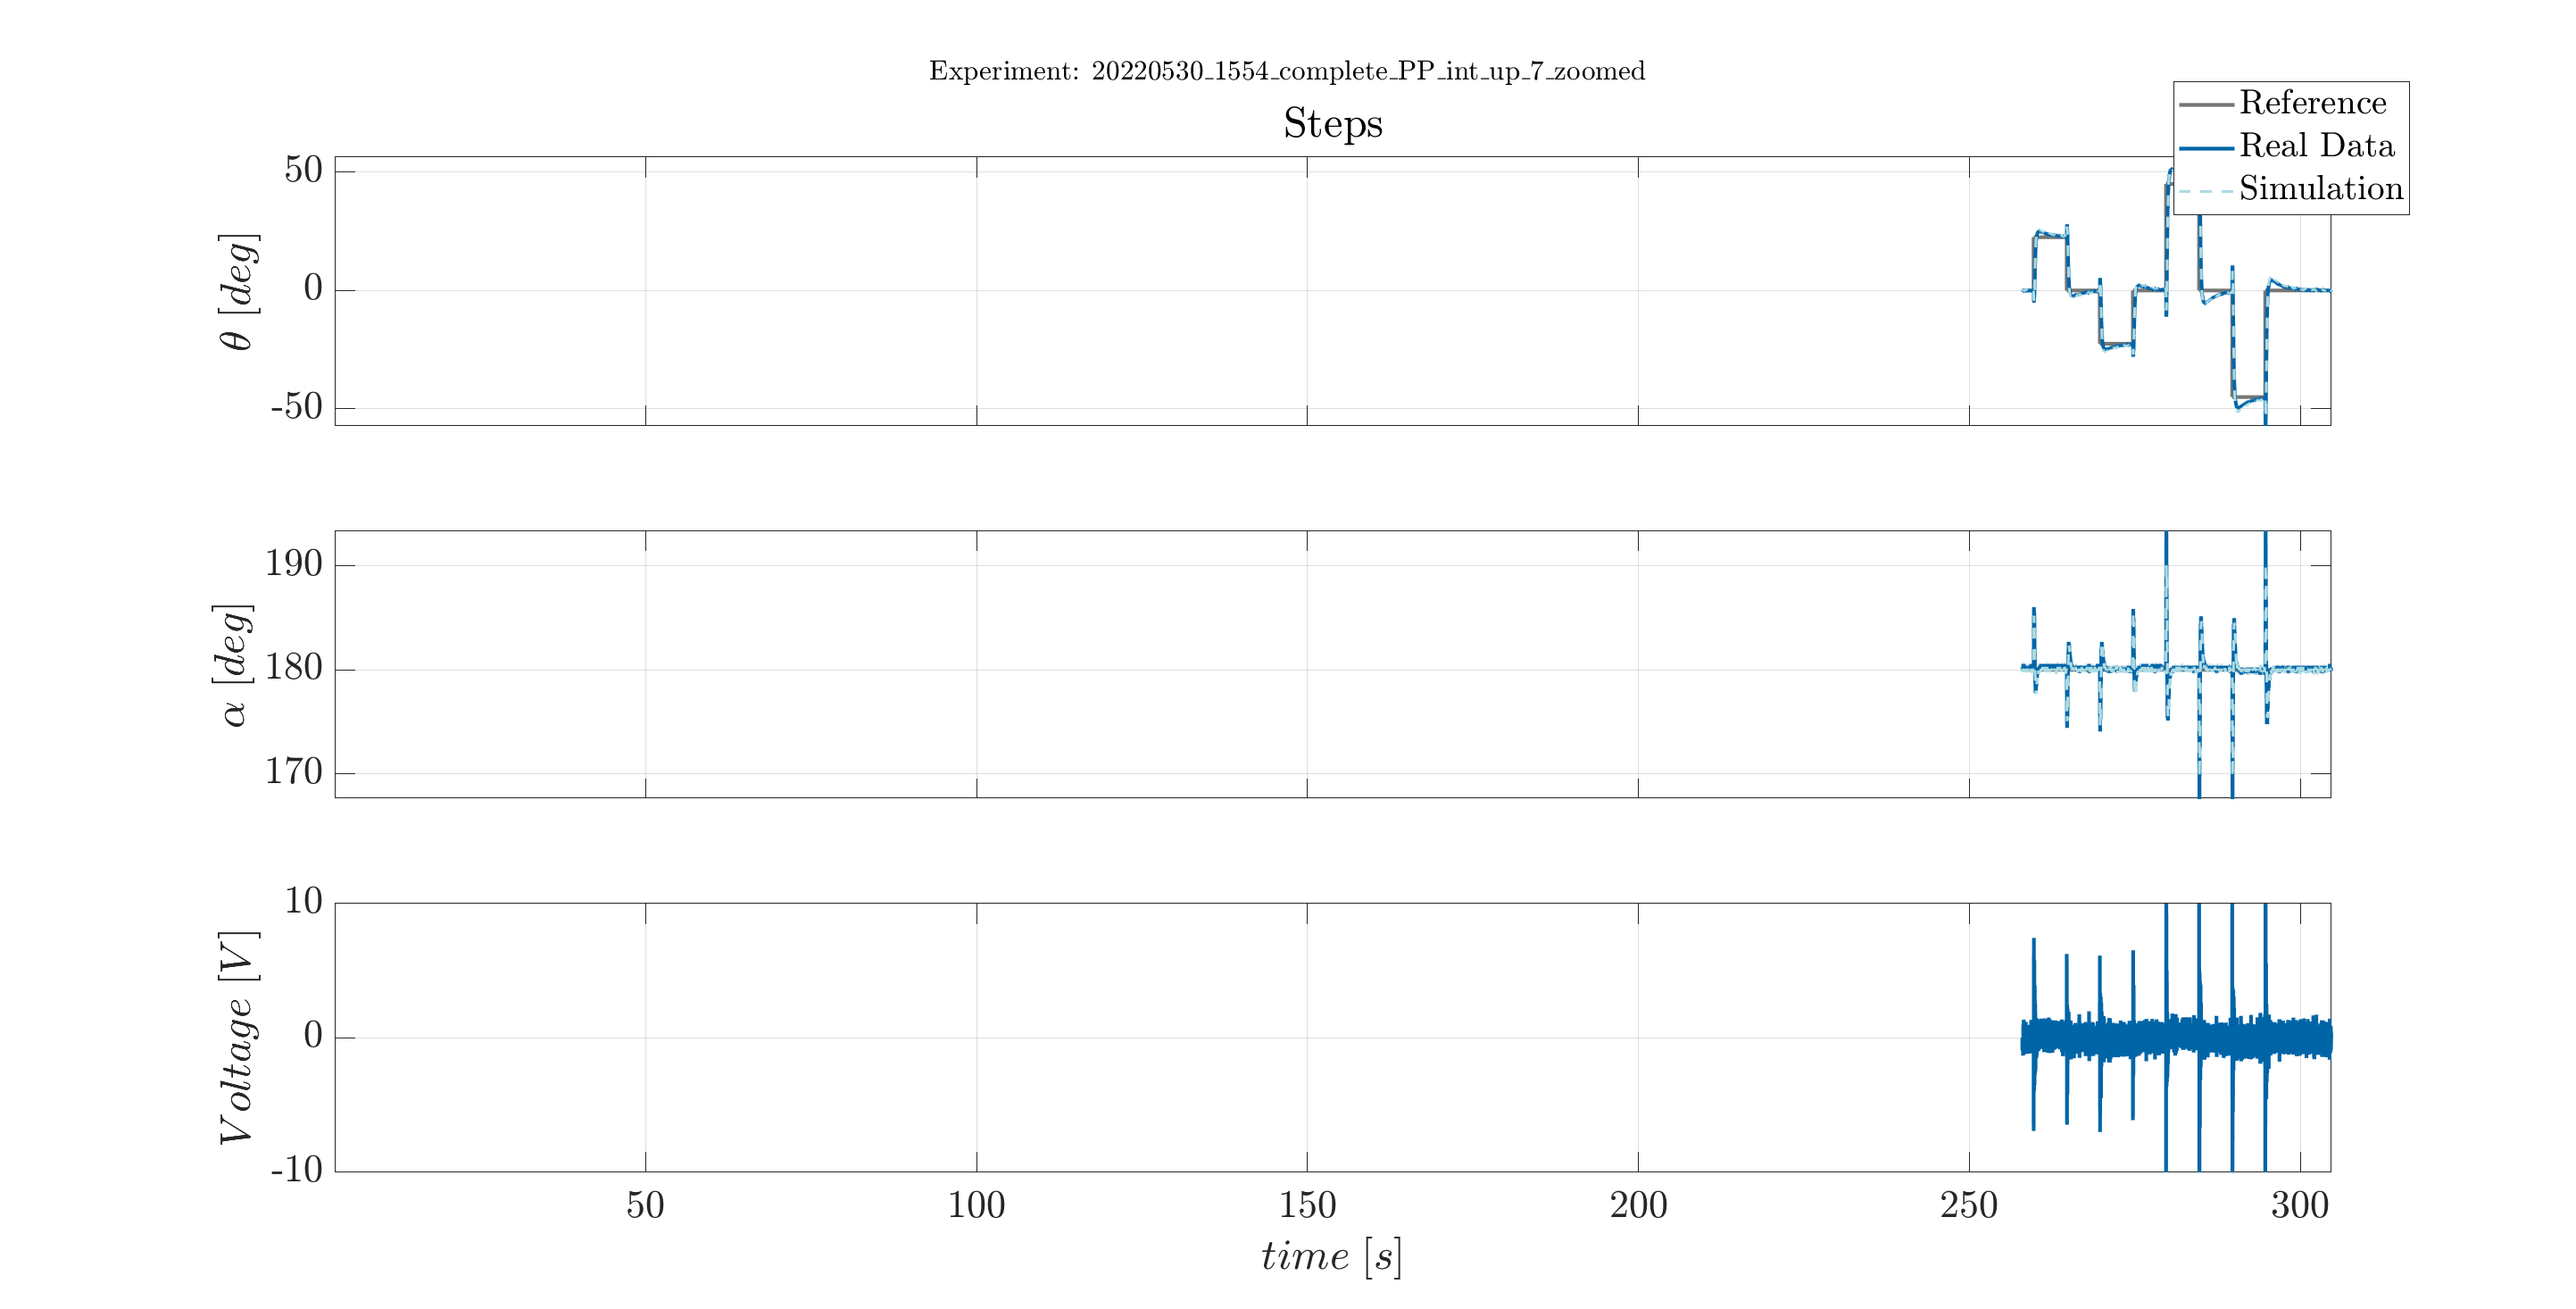 Experiment: 20220530_1554_complete_PP_int_up_7_zoomed
Steps
Reference
Real Data
Simulation
50
0
-50
θ [deg]
190
180
170
α [deg]
10
0
-10
Voltage [V]
50 100 150 200 250 300
time [s]